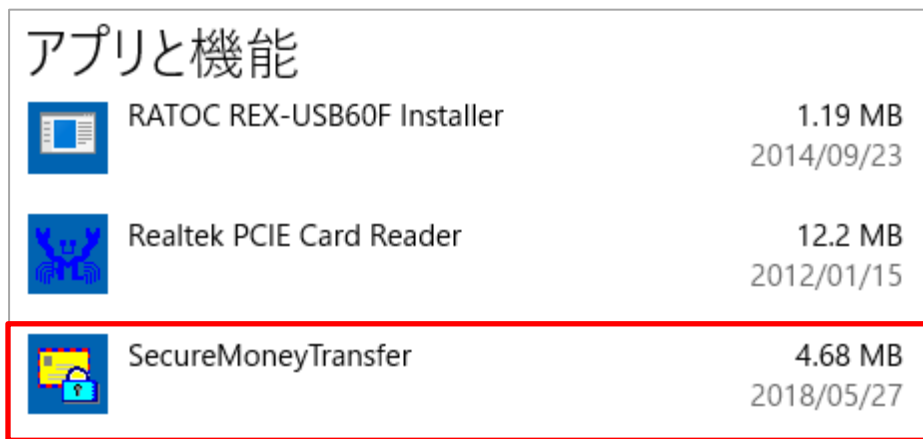 アプリと機能
RATOC REX-USB60F Installer 1.19 MB
2014/09/23
Realtek PCIE Card Reader 12.2 MB
2012/01/15
SecureMoneyTransfer 4.68 MB
2018/05/27